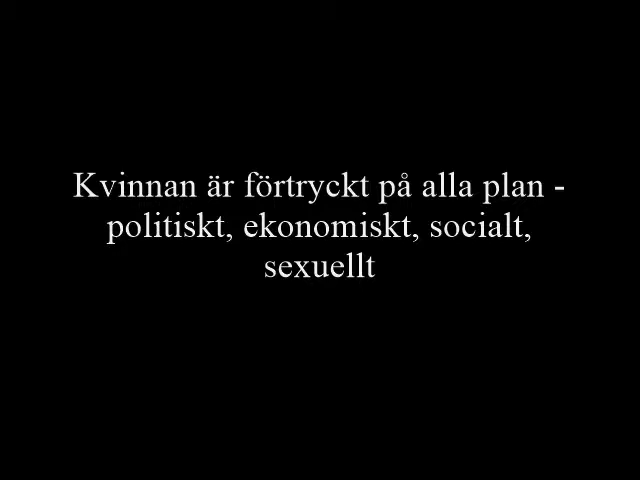 Kvinnan är förtryckt på alla plan -
politiskt, ekonomiskt, socialt,
sexuellt